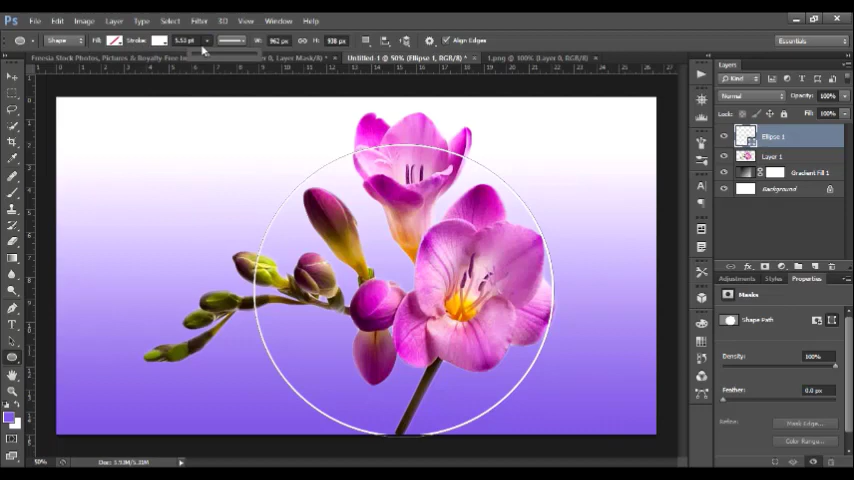 Ps File Edit Image Layer Type Select Filter 3D View Window Help
Shape Fill: Stroke: 5.53 pt W: 962 px H: 938 px Align Edges Essentials
Freesia Stock Photos, Pictures & Royalty-Free Layer Mask/8) * Untitled-1 @ 50% (Ellipse 1, RGB/8) * 1.png @ 100% (RGB/8)
Layers
Kind
Normal Opacity: 100%
Lock: Fill: 100%
Ellipse 1
Layer 1
Gradient Fill 1
Background
Adjustments Styles Properties
Masks
Shape Path
Density: 100%
Feather: 0.0 px
Refine: Mask Edge...
Color Range...
50% Doc: 5.93M/5.20M